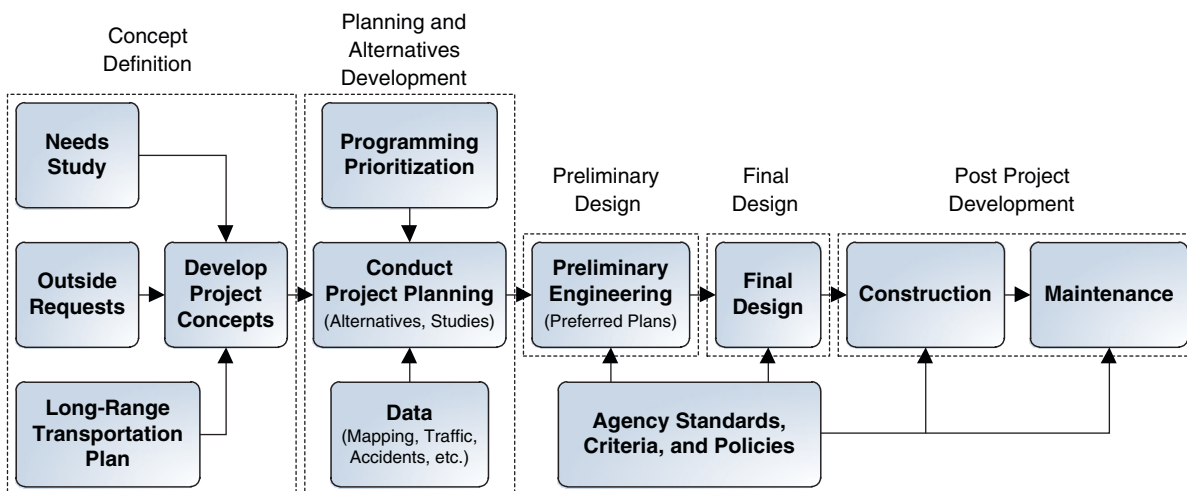 Concept
Definition
Needs
Study
Outside
Requests
Long-Range
Transportation
Plan
Develop
Project
Concepts
Planning and
Alternatives
Development
Programming
Prioritization
Conduct
Project Planning
(Alternatives, Studies)
Data
(Mapping, Traffic,
Accidents, etc.)
Preliminary
Design
Preliminary
Engineering
(Preferred Plans)
Final
Design
Final
Design
Agency Standards,
Criteria, and Policies
Post Project
Development
Construction
Maintenance